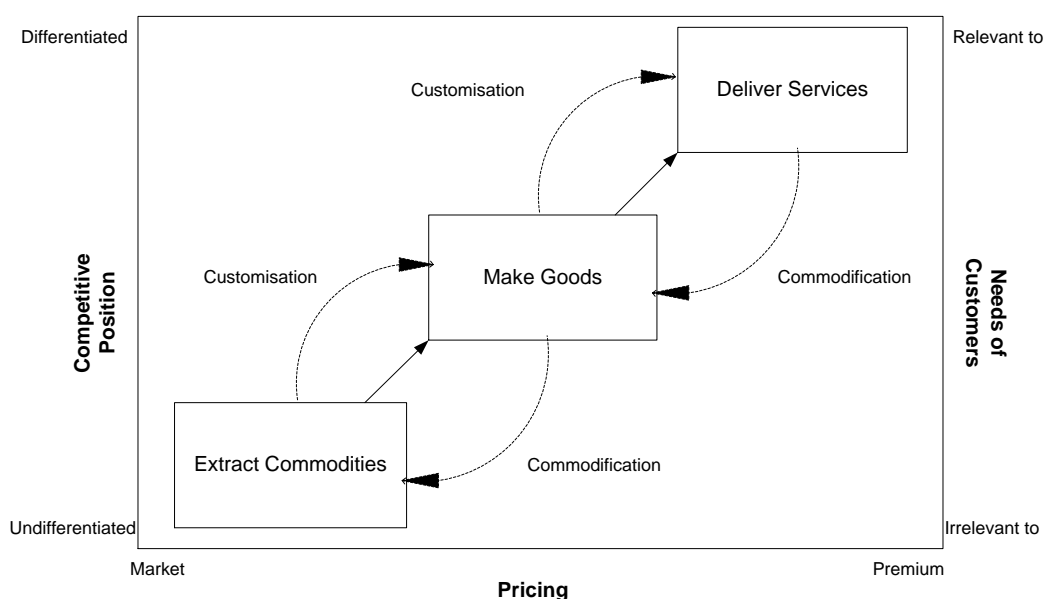 Differentiated
Relevant to
Deliver Services
Customisation
Competitive
Position
Customisation
Make Goods
Commodification
Needs of
Customers
Extract Commodities
Commodification
Undifferentiated
Irrelevant to
Market
Premium
Pricing